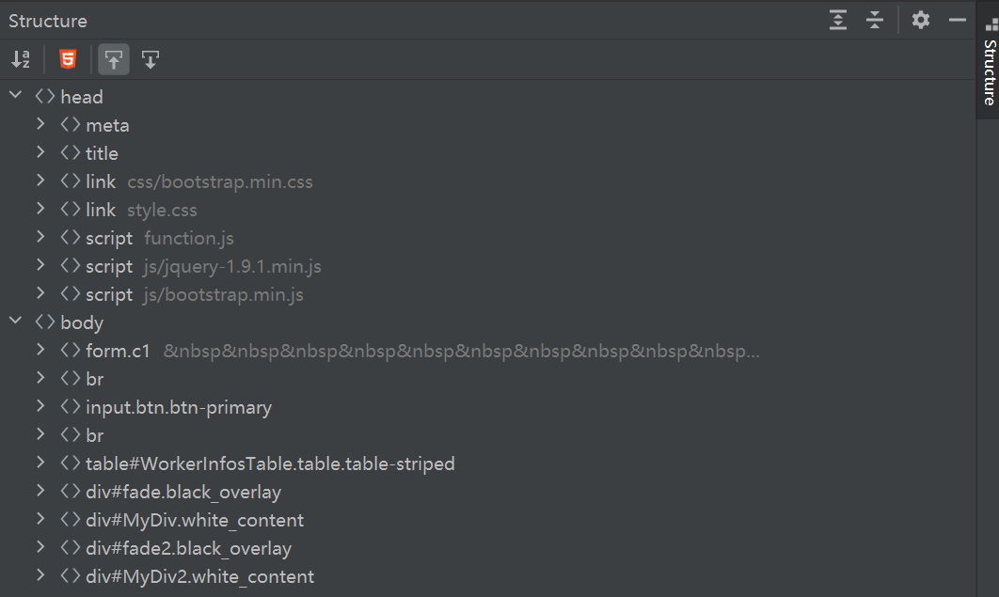 Structure
a
z
5
head
meta
title
link css/bootstrap.min.css
link style.css
script function.js
script js/jquery-1.9.1.min.js
script js/bootstrap.min.js
body
form.c1 &nbsp&nbsp&nbsp&nbsp&nbsp&nbsp&nbsp&nbsp&nbsp&nbsp...
br
input.btn.btn-primary
br
table#WorkerInfosTable.table.table-striped
div#fade.black_overlay
div#MyDiv.white_content
div#fade2.black_overlay
div#MyDiv2.white_content
Structure